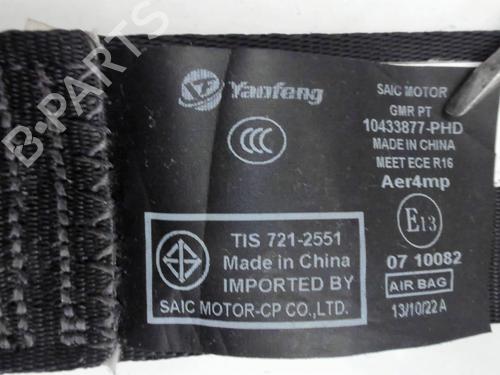 Yanfeng
SAIC MOTOR
GMR PT
10433877-PHD
MADE IN CHINA
MEET ECE R16
Aer4mp
E13
07 10082
AIR BAG
13/10/22 A
TIS 721-2551
Made in China
IMPORTED BY
SAIC MOTOR-CP CO.,LTD.